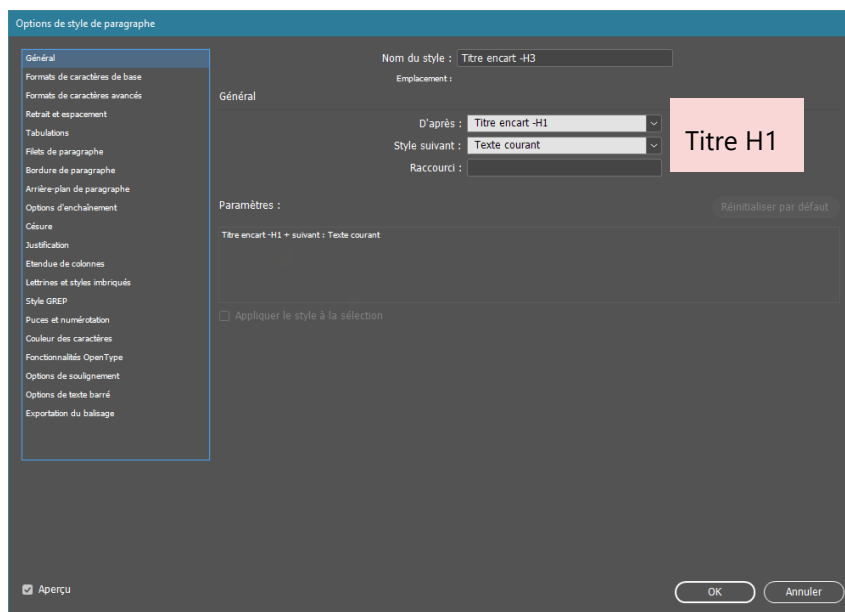 Options de style de paragraphe
Général
Formats de caractères de base
Formats de caractères avancés
Retrait et espacement
Tabulations
Filets de paragraphe
Bordure de paragraphe
Arrière-plan de paragraphe
Options d'enchaînement
Césure
Justification
Etendue de colonnes
Lettrines et styles imbriqués
Style GREP
Puces et numérotation
Couleur des caractères
Fonctionnalités OpenType
Options de soulignement
Options de texte barré
Exportation du balisage
Nom du style : Titre encart -H3
Emplacement :
Général
D'après : Titre encart -H1
Style suivant : Texte courant
Raccourci :
Titre H1
Paramètres :
Réinitialiser par défaut
Titre encart -H1 + suivant : Texte courant
Appliquer le style à la sélection
Aperçu
OK
Annuler